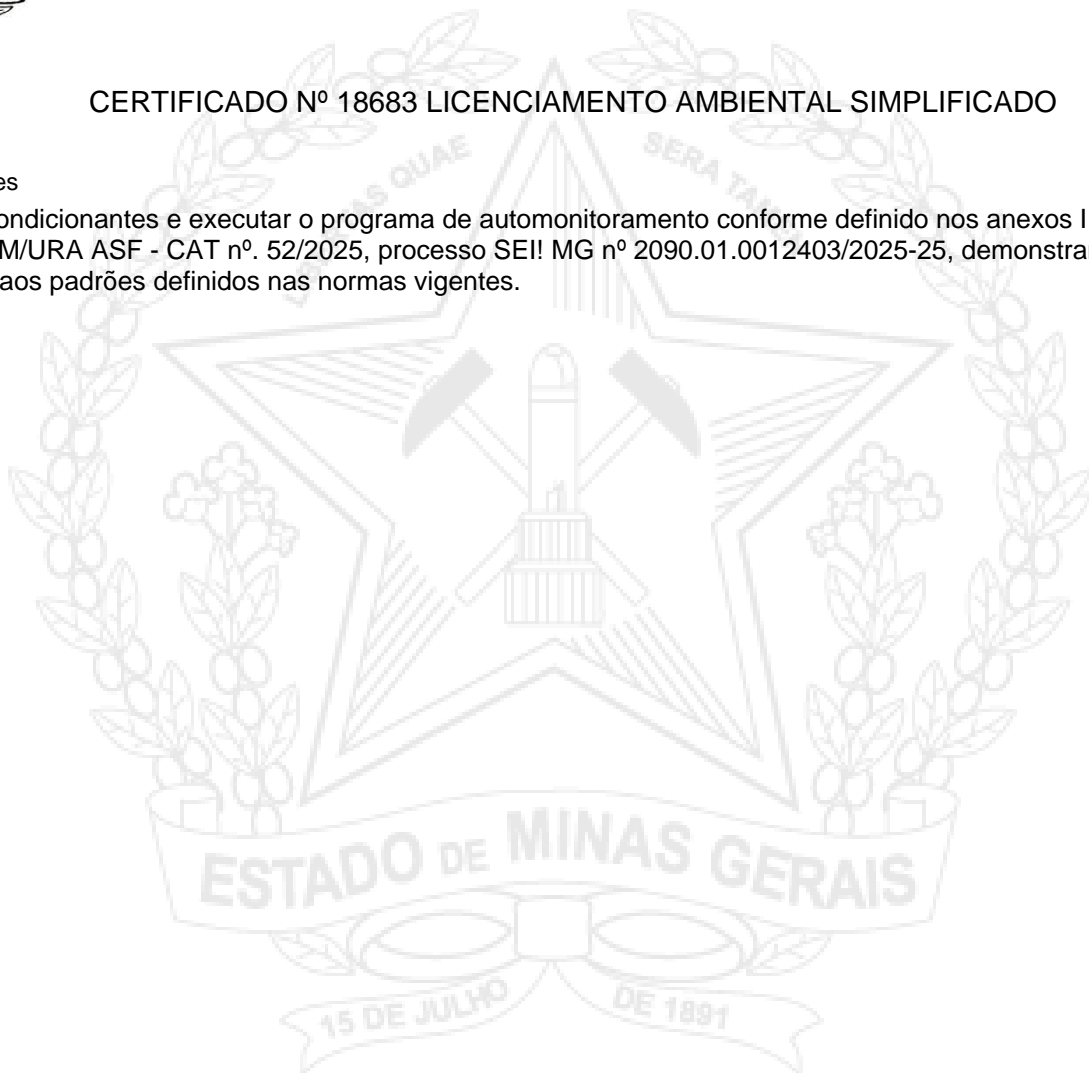 CERTIFICADO Nº 18683 LICENCIAMENTO AMBIENTAL SIMPLIFICADO
es
ondicionantes e executar o programa de automonitoramento conforme definido nos anexos I
M/URA ASF - CAT nº. 52/2025, processo SEI! MG nº 2090.01.0012403/2025-25, demonstra
aos padrões definidos nas normas vigentes.
QUAE SERA
ESTADO DE MINAS GERAIS
15 DE JULHO DE 1891